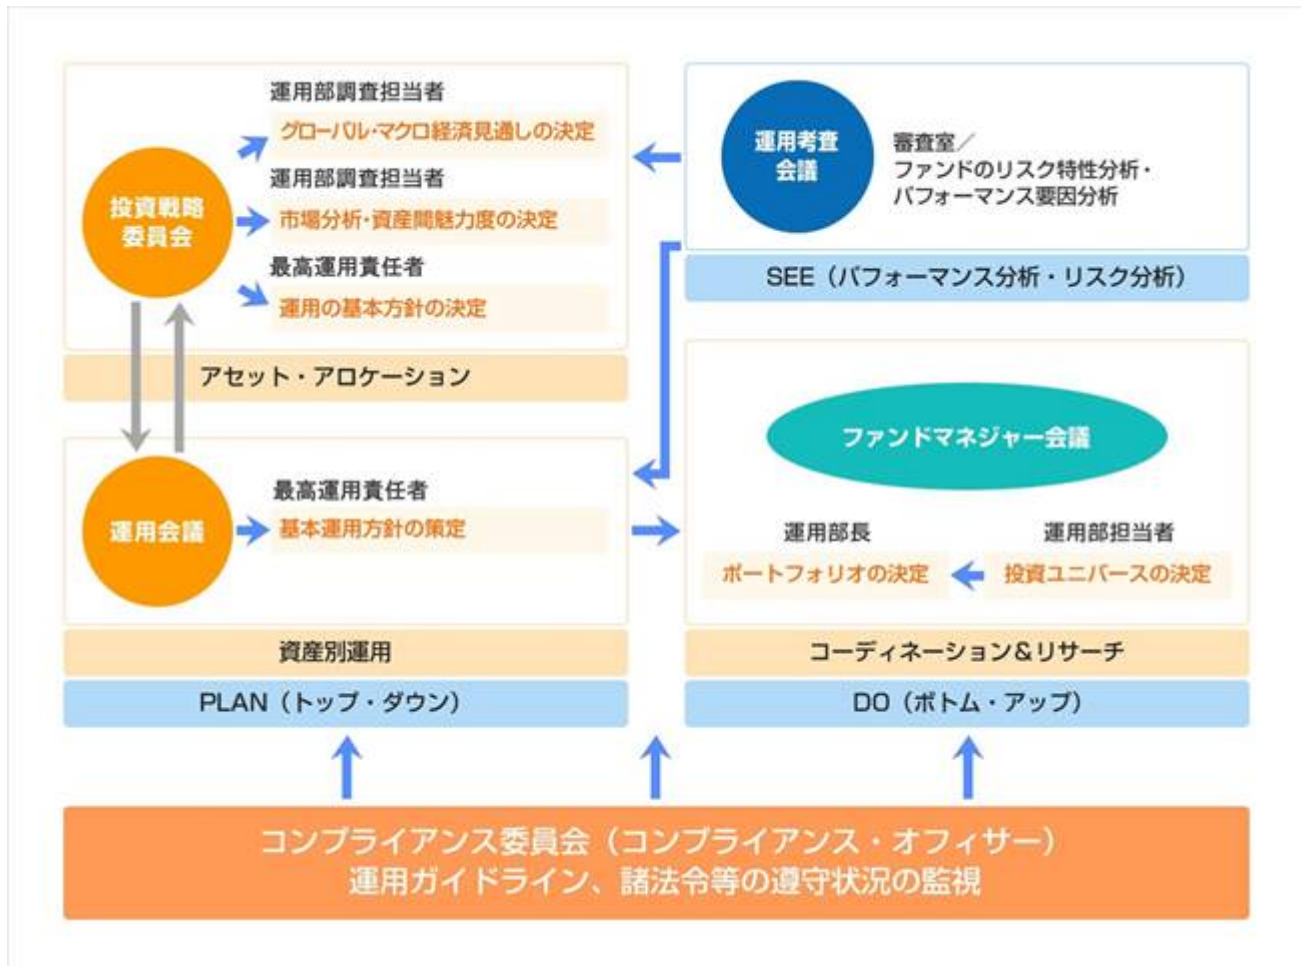 運用部調査担当者
グローバル・マクロ経済見通しの決定
運用部調査担当者
市場分析・資産間魅力度の決定
最高運用責任者
運用の基本方針の決定
投資戦略
委員会
アセット・アロケーション
運用考査
会議
審査室／
ファンドのリスク特性分析・
パフォーマンス要因分析
SEE（パフォーマンス分析・リスク分析）
運用会議
最高運用責任者
基本運用方針の策定
資産別運用
PLAN（トップ・ダウン）
ファンドマネジャー会議
運用部長
ポートフォリオの決定
運用部担当者
投資ユニバースの決定
コーディネーション＆リサーチ
DO（ボトム・アップ）
コンプライアンス委員会（コンプライアンス・オフィサー）
運用ガイドライン、諸法令等の遵守状況の監視